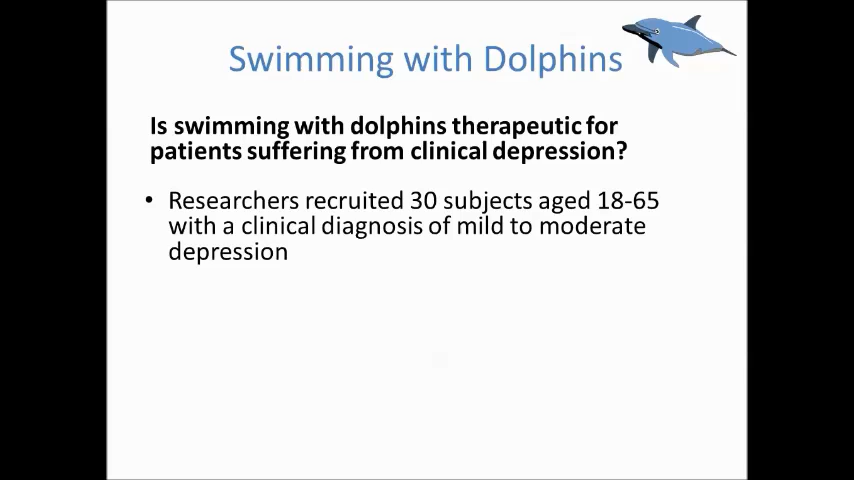 Swimming with Dolphins
Is swimming with dolphins therapeutic for
patients suffering from clinical depression?
• Researchers recruited 30 subjects aged 18-65
with a clinical diagnosis of mild to moderate
depression